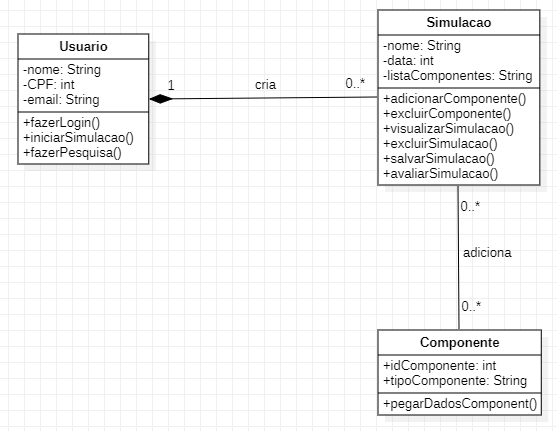 Usuario
-nome: String
-CPF: int
-email: String
+fazerLogin()
+iniciarSimulacao()
+fazerPesquisa()
1
cria
0..*
Simulacao
-nome: String
-data: int
-listaComponentes: String
+adicionarComponente()
+excluirComponente()
+visualizarSimulacao()
+excluirSimulacao()
+salvarSimulacao()
+avaliarSimulacao()
0..*
adiciona
0..*
Componente
+idComponente: int
+tipoComponente: String
+pegarDadosComponent()